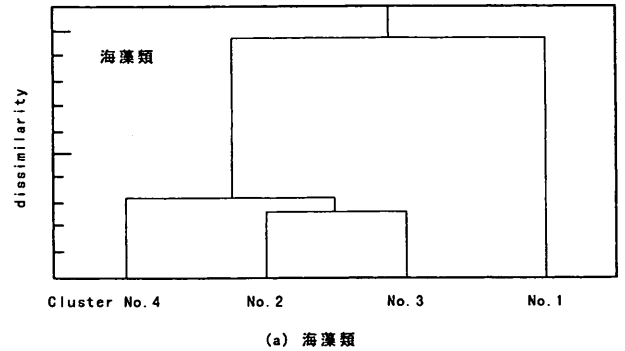 海藻類
dissimilarity
Cluster No.4 No.2 No.3 No.1
(a) 海藻類